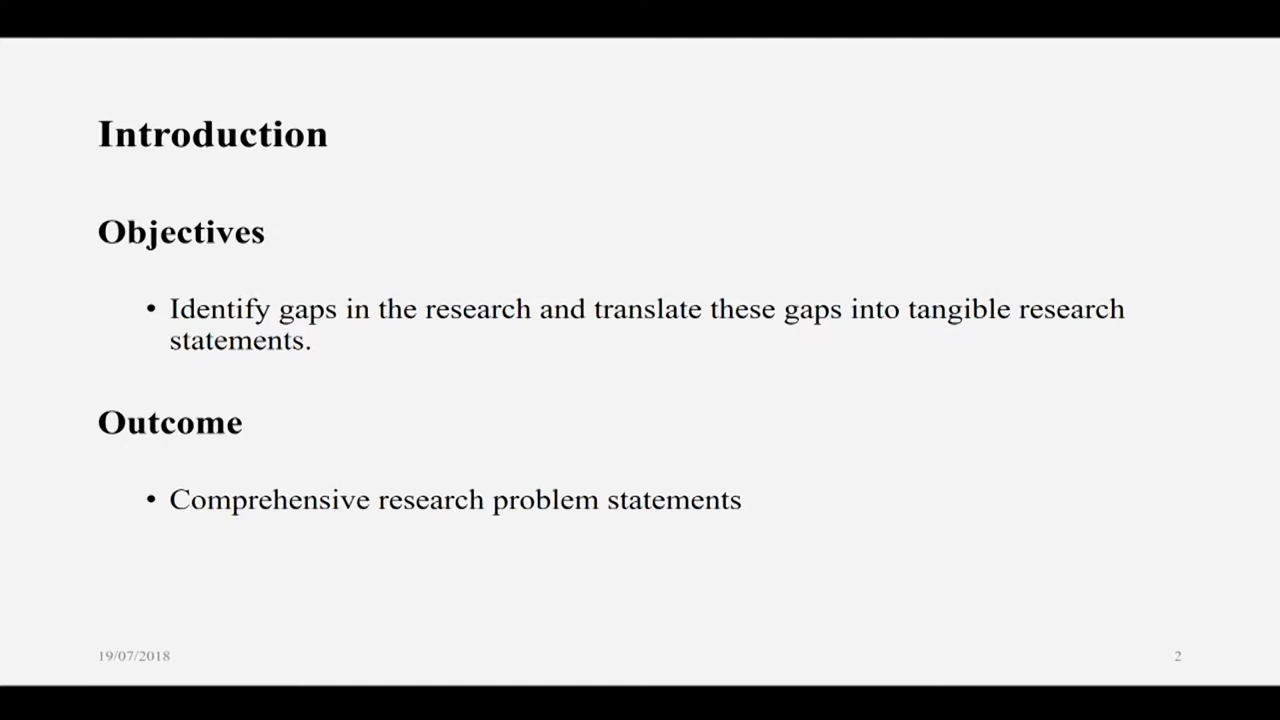 Introduction
Objectives
• Identify gaps in the research and translate these gaps into tangible research
statements.
Outcome
• Comprehensive research problem statements
19/07/2018
2